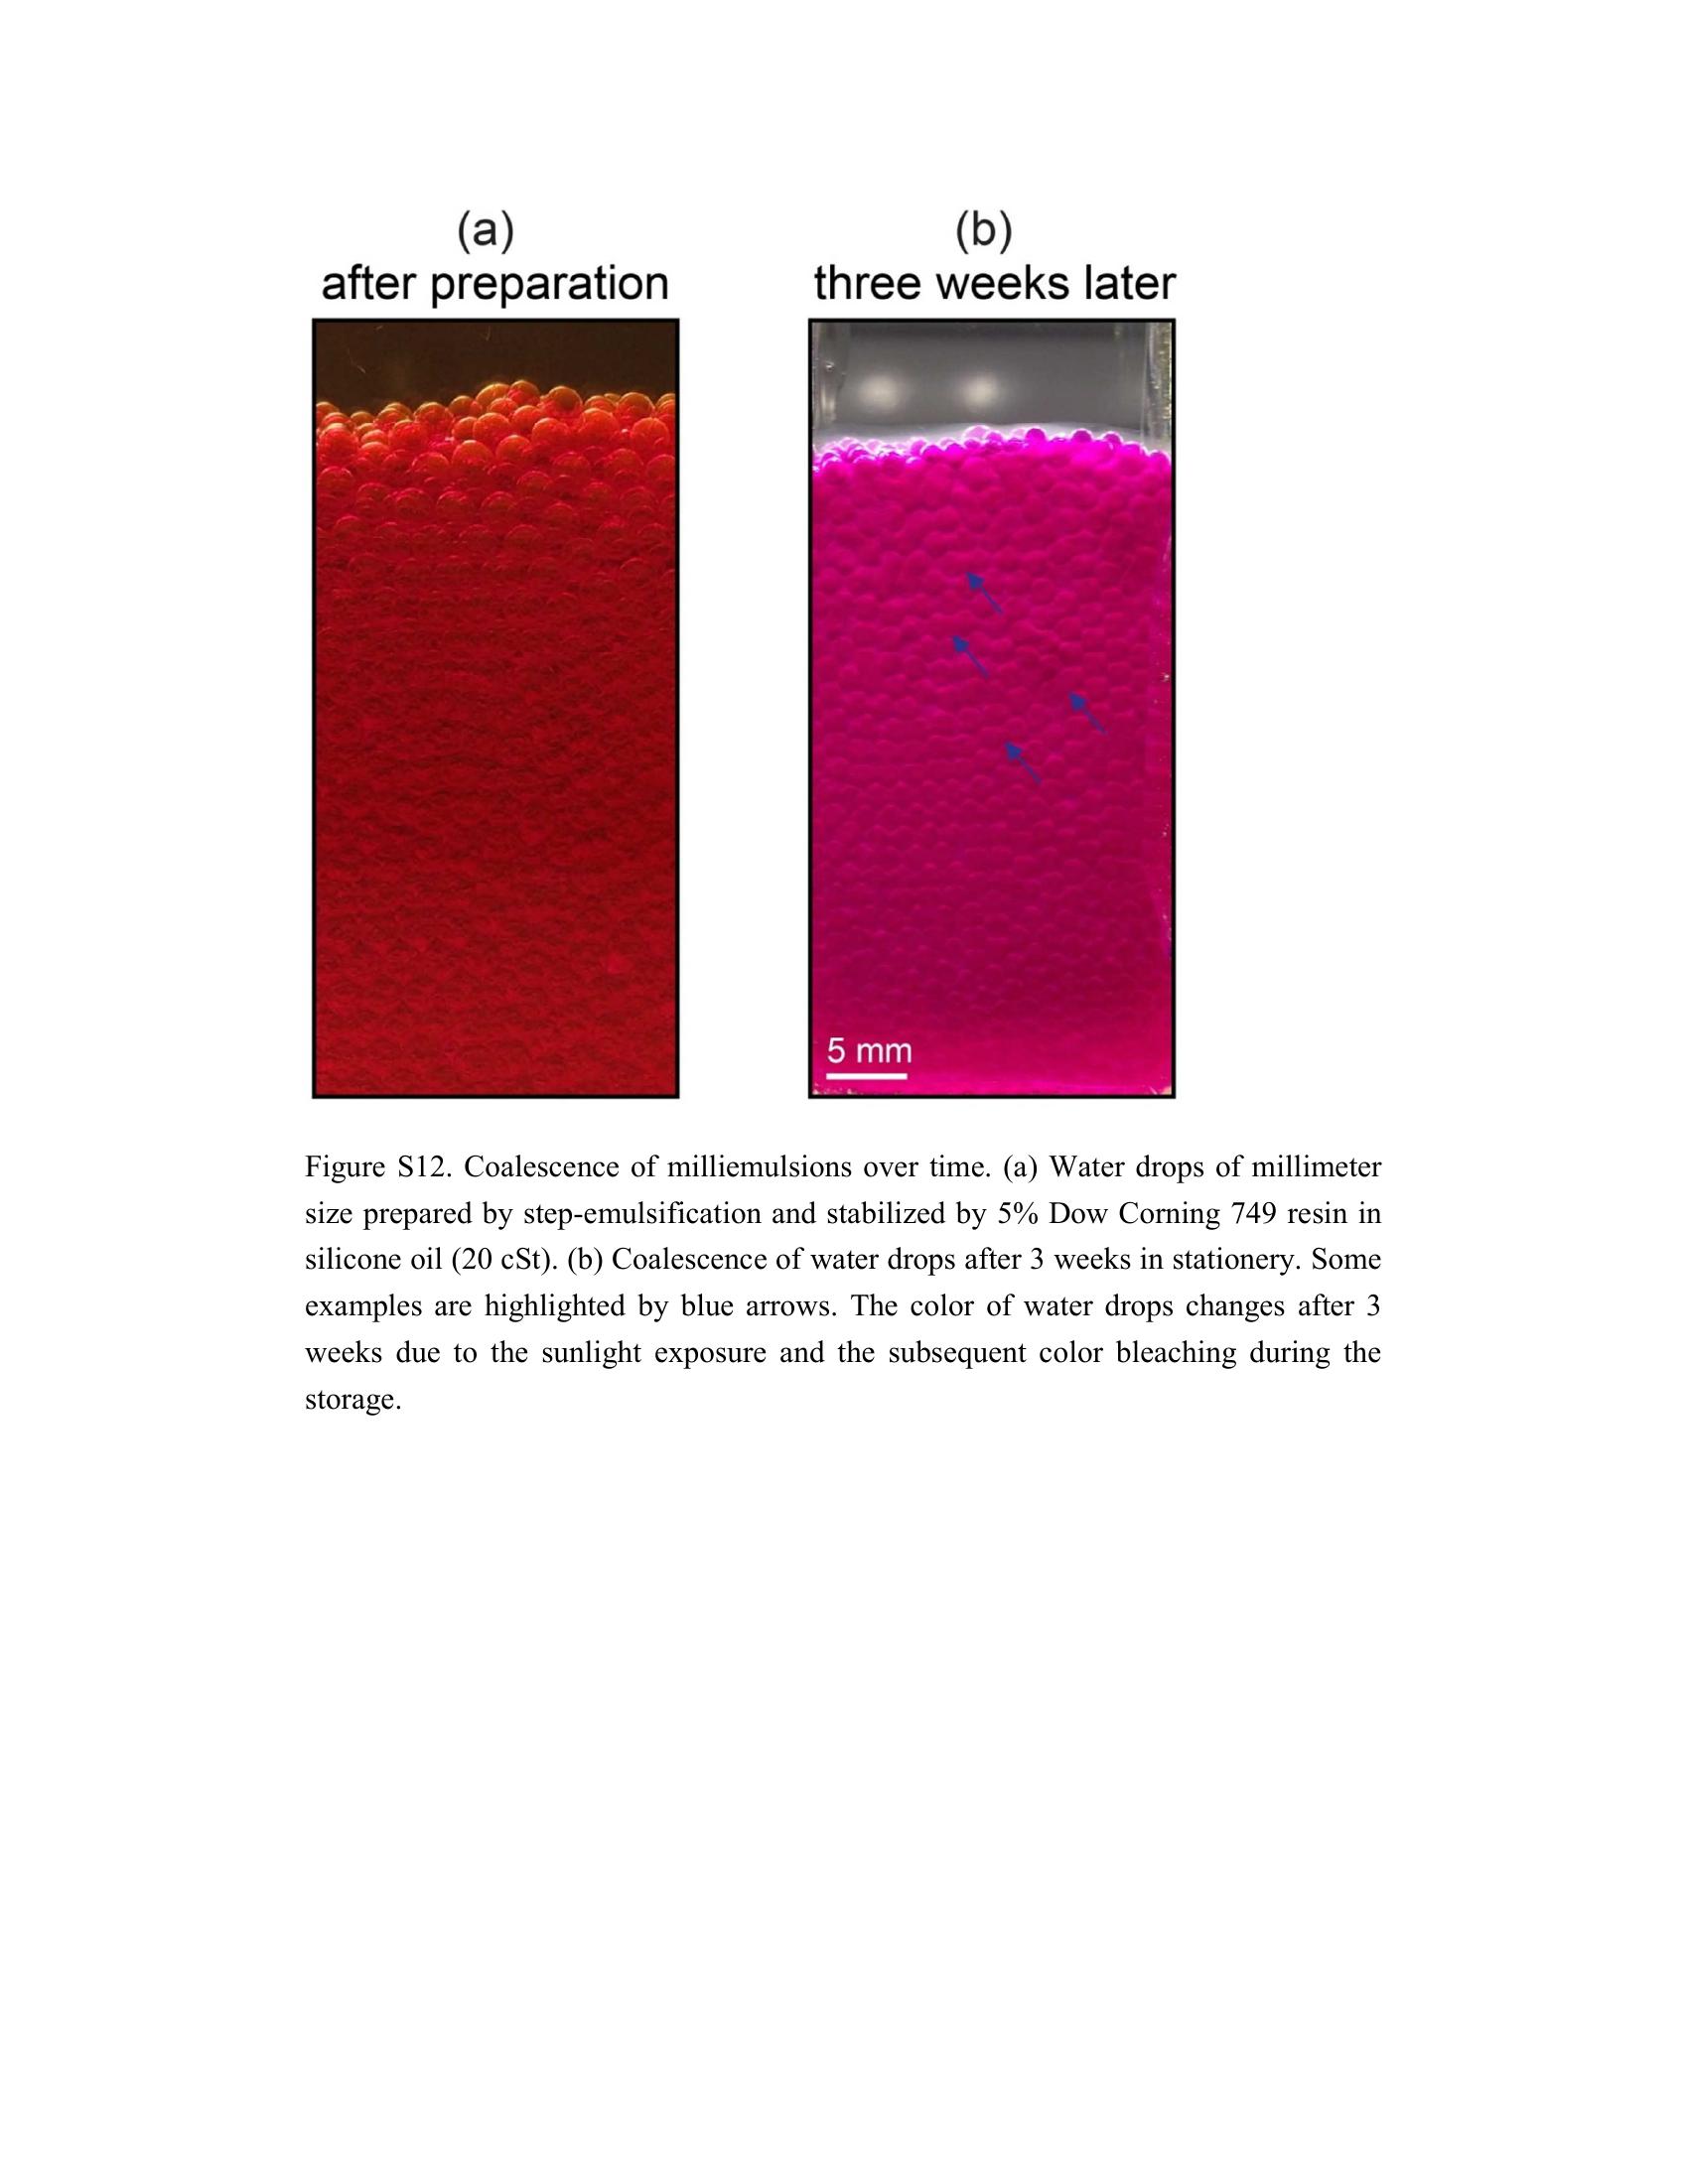 (a)
after preparation
(b)
three weeks later
5 mm
Figure S12. Coalescence of milliemulsions over time. (a) Water drops of millimeter
size prepared by step-emulsification and stabilized by 5% Dow Corning 749 resin in
silicone oil (20 cSt). (b) Coalescence of water drops after 3 weeks in stationery. Some
examples are highlighted by blue arrows. The color of water drops changes after 3
weeks due to the sunlight exposure and the subsequent color bleaching during the
storage.